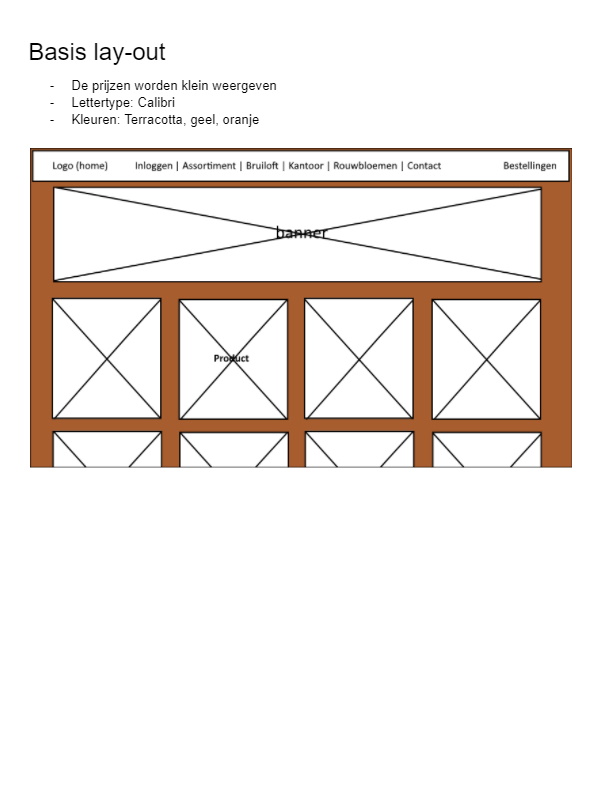 Basis lay-out
- De prijzen worden klein weergeven
- Lettertype: Calibri
- Kleuren: Terracotta, geel, oranje
Logo (home) Inloggen | Assortiment | Bruiloft | Kantoor | Rouwbloemen | Contact Bestellingen
banner
Product